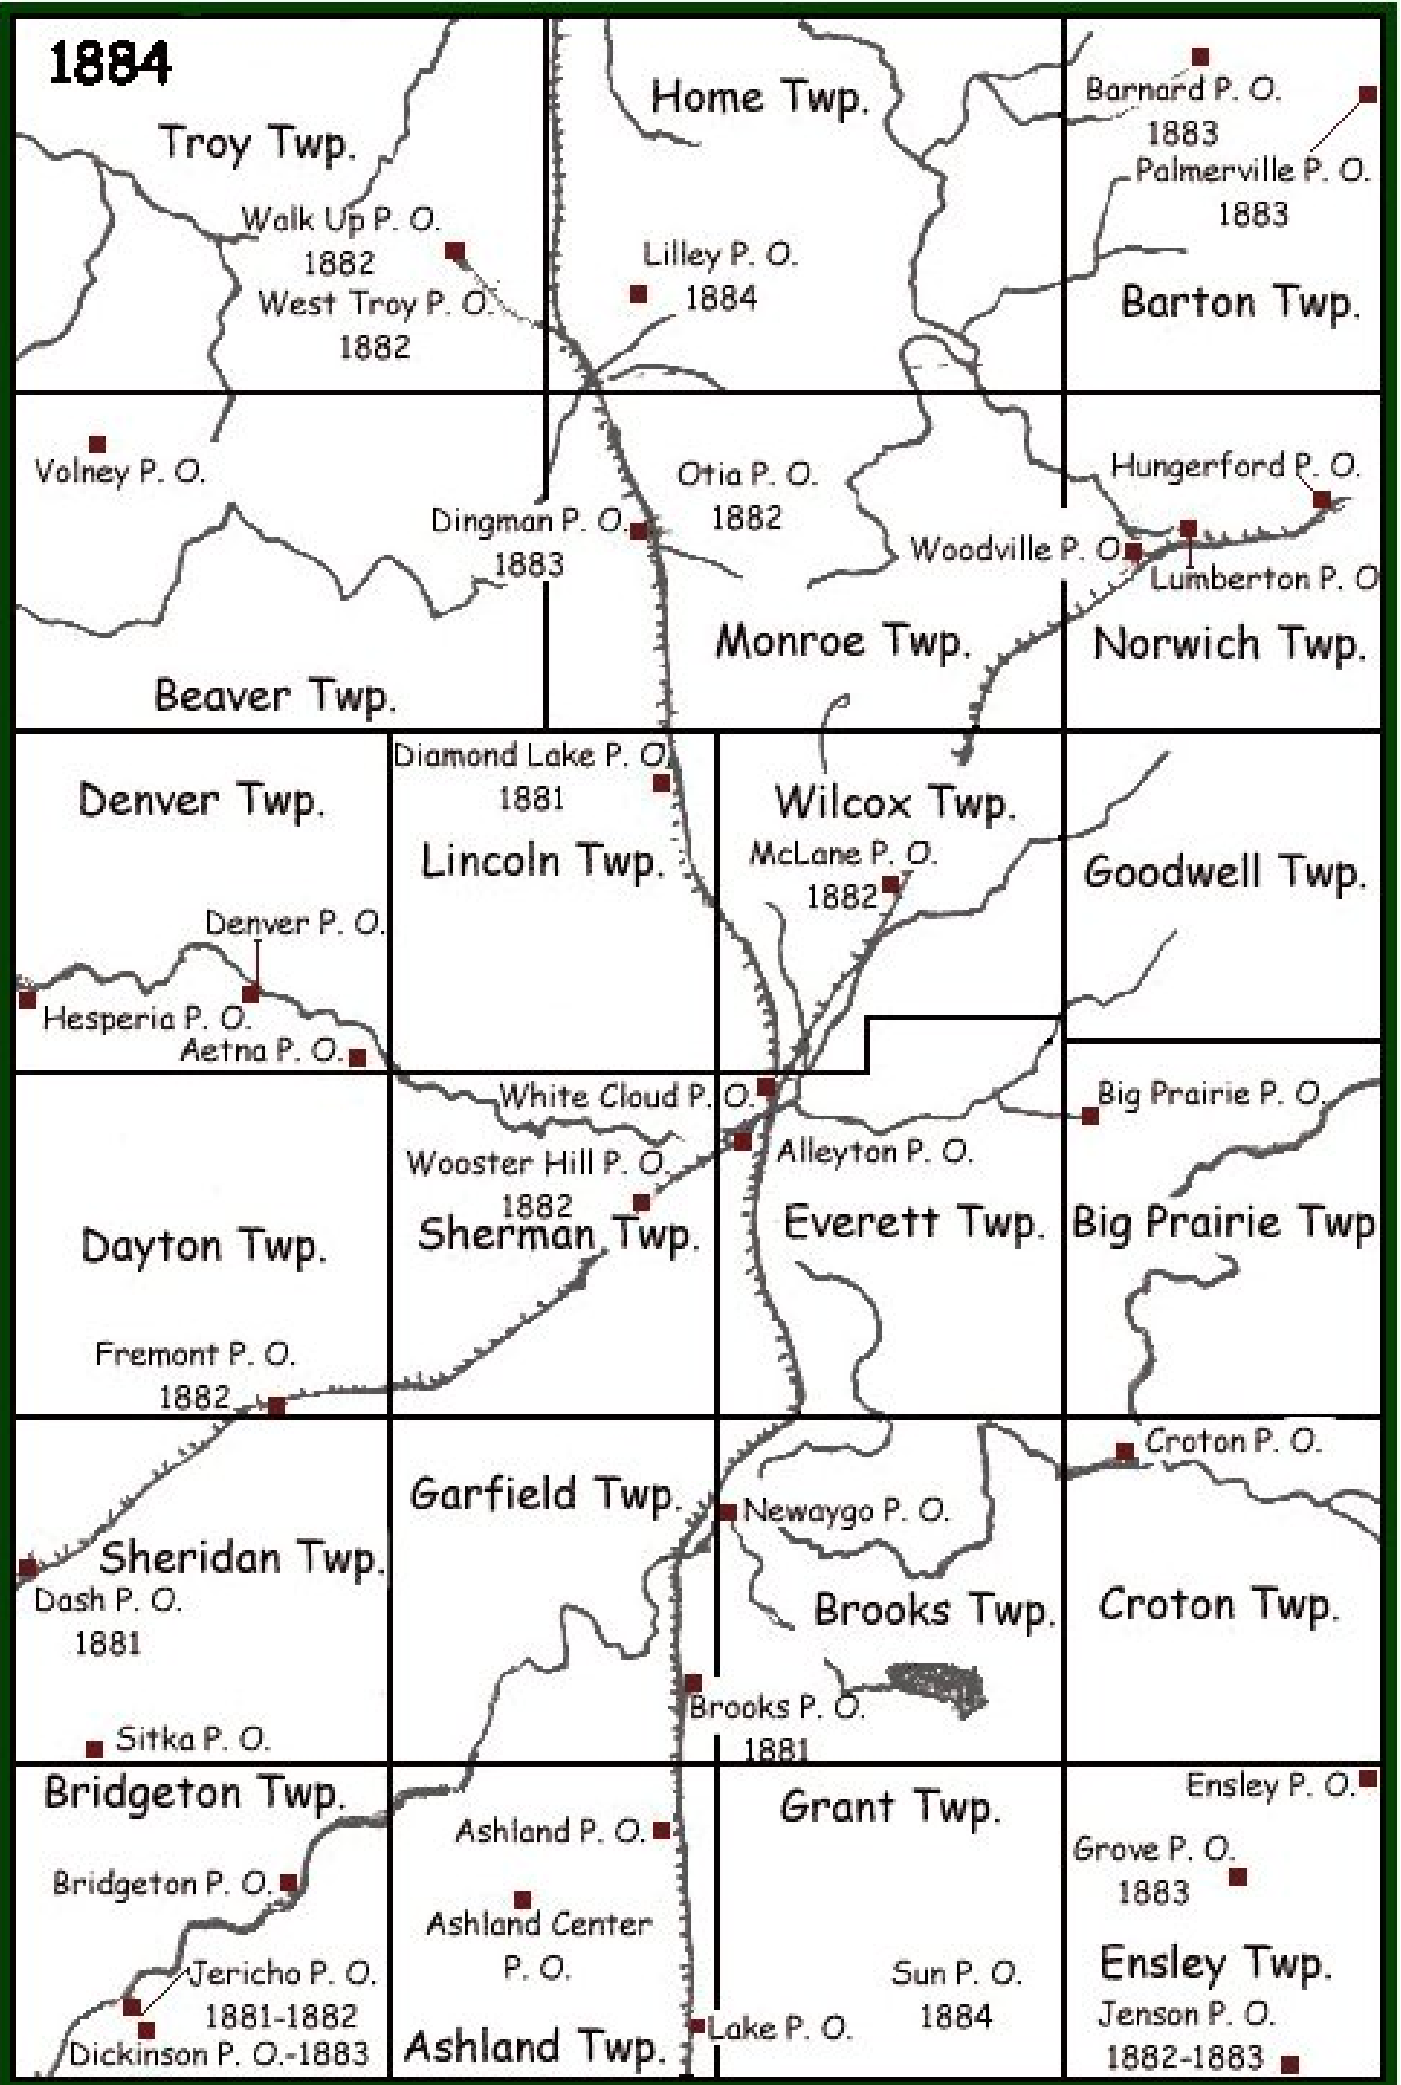 1884
Troy Twp.
Home Twp.
Barnard P. O.
1883
Palmerville P. O.
1883
Walk Up P. O.
1882
West Troy P. O.
1882
Lilley P. O.
1884
Barton Twp.
Volney P. O.
Otia P. O.
1882
Hungerford P. O.
Dingman P. O.
1883
Woodville P. O.
Lumberton P. O
Monroe Twp.
Norwich Twp.
Beaver Twp.
Denver Twp.
Diamond Lake P. O.
1881
Lincoln Twp.
Wilcox Twp.
McLane P. O.
1882
Goodwell Twp.
Denver P. O.
Hesperia P. O.
Aetna P. O.
White Cloud P. O.
Big Prairie P. O.
Wooster Hill P. O.
1882
Alleyton P. O.
Dayton Twp.
Sherman Twp.
Everett Twp.
Big Prairie Twp
Fremont P. O.
1882
Croton P. O.
Garfield Twp.
Newaygo P. O.
Sheridan Twp.
Dash P. O.
1881
Brooks Twp.
Croton Twp.
Brooks P. O.
1881
Sitka P. O.
Bridgeton Twp.
Grant Twp.
Ensley P. O.
Ashland P. O.
Grove P. O.
1883
Bridgeton P. O.
Ashland Center
P. O.
Jericho P. O.
1881-1882
Dickinson P. O.-1883
Sun P. O.
1884
Ensley Twp.
Jenson P. O.
1882-1883
Ashland Twp.
Lake P. O.